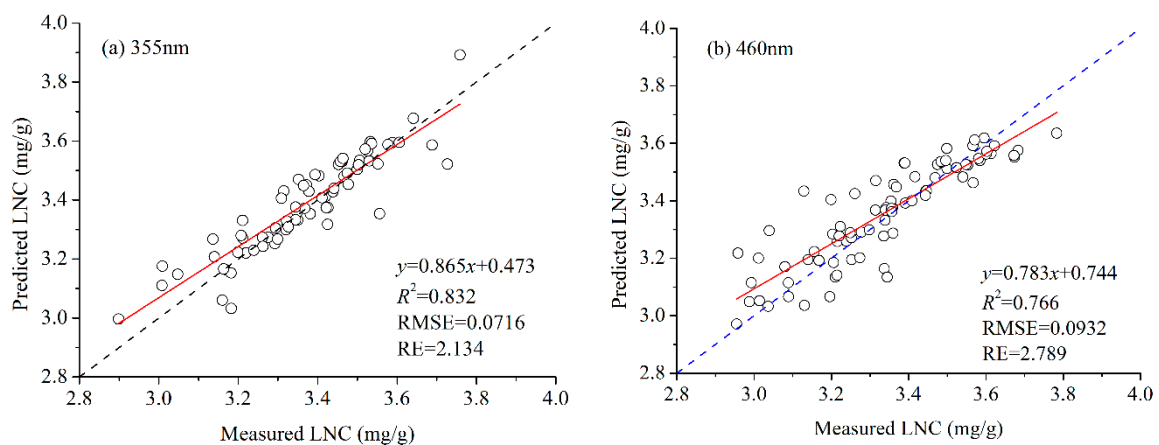 (a) 355nm
Predicted LNC (mg/g)
4.0
3.8
3.6
3.4
3.2
3.0
2.8
y=0.865x+0.473
R²=0.832
RMSE=0.0716
RE=2.134
2.8 3.0 3.2 3.4 3.6 3.8 4.0
Measured LNC (mg/g)
(b) 460nm
Predicted LNC (mg/g)
4.0
3.8
3.6
3.4
3.2
3.0
2.8
y=0.783x+0.744
R²=0.766
RMSE=0.0932
RE=2.789
2.8 3.0 3.2 3.4 3.6 3.8 4.0
Measured LNC (mg/g)